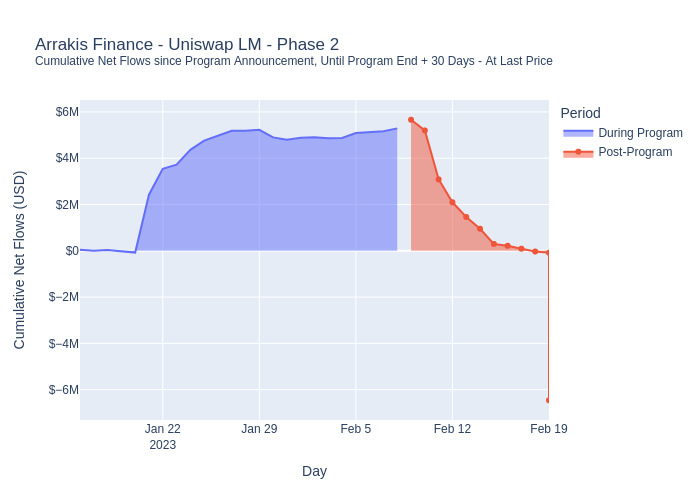 Arrakis Finance - Uniswap LM - Phase 2
Cumulative Net Flows since Program Announcement, Until Program End + 30 Days - At Last Price
Period
During Program
Post-Program
Cumulative Net Flows (USD)
$6M
$4M
$2M
$0
$−2M
$−4M
$−6M
Jan 22
2023
Jan 29
Feb 5
Feb 12
Feb 19
Day